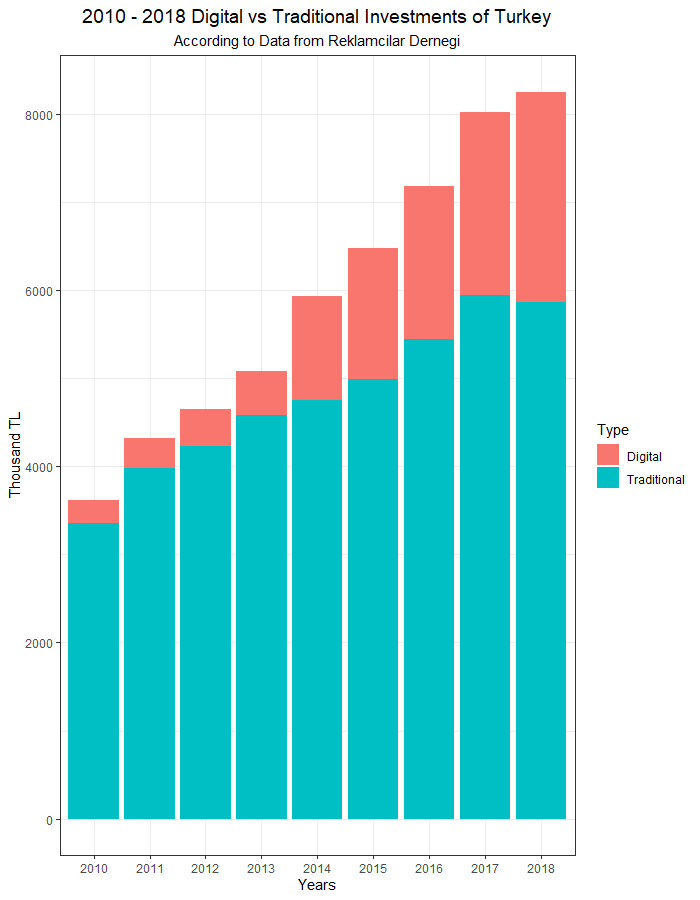 2010 - 2018 Digital vs Traditional Investments of Turkey
According to Data from Reklamcilar Dernegi
Thousand TL
8000
6000
4000
2000
0
2010 2011 2012 2013 2014 2015 2016 2017 2018
Years
Type
Digital
Traditional